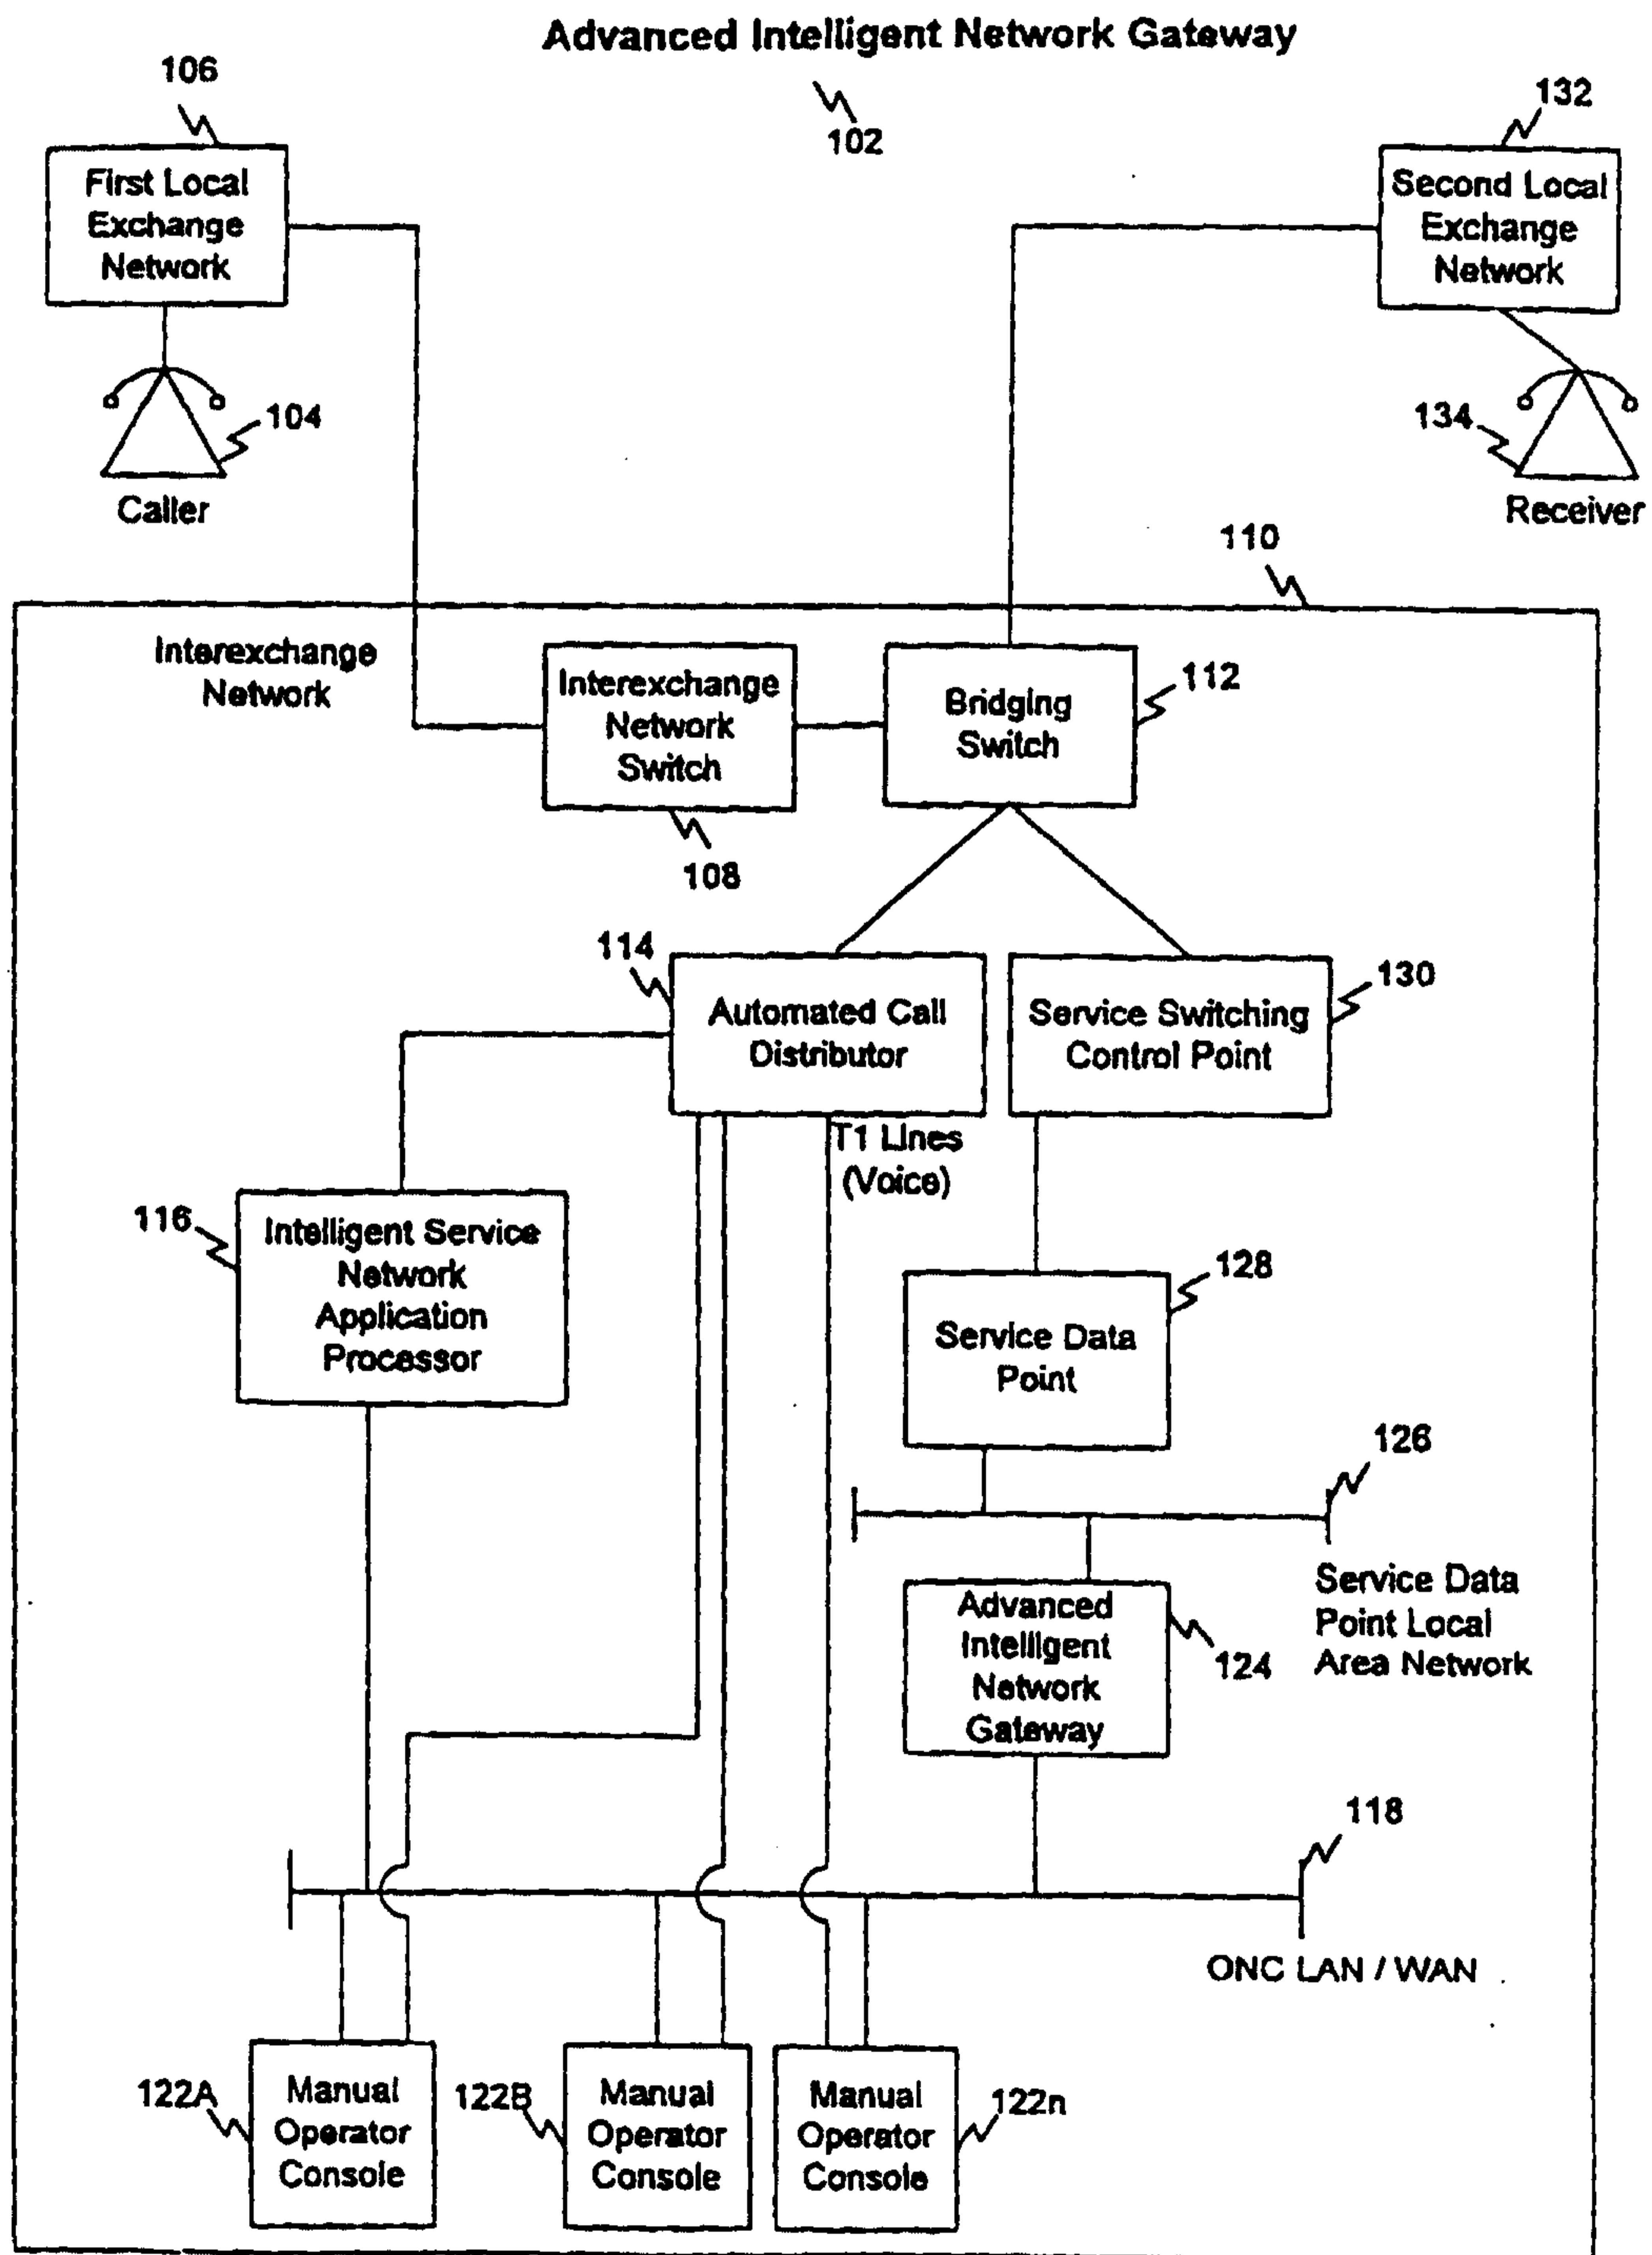 Advanced Intelligent Network Gateway
102
106
132
First Local
Exchange
Network
Second Local
Exchange
Network
104
134
Caller
Receiver
110
Interexchange
Network
Interexchange
Network
Switch
Bridging
Switch
112
108
114
130
Automated Call
Distributor
Service Switching
Control Point
T1 Lines
(Voice)
116
Intelligent Service
Network
Application
Processor
128
Service Data
Point
126
Service Data
Point Local
Area Network
Advanced
Intelligent
Network
Gateway
124
118
ONC LAN / WAN
122A
Manual
Operator
Console
122B
Manual
Operator
Console
Manual
Operator
Console
122n